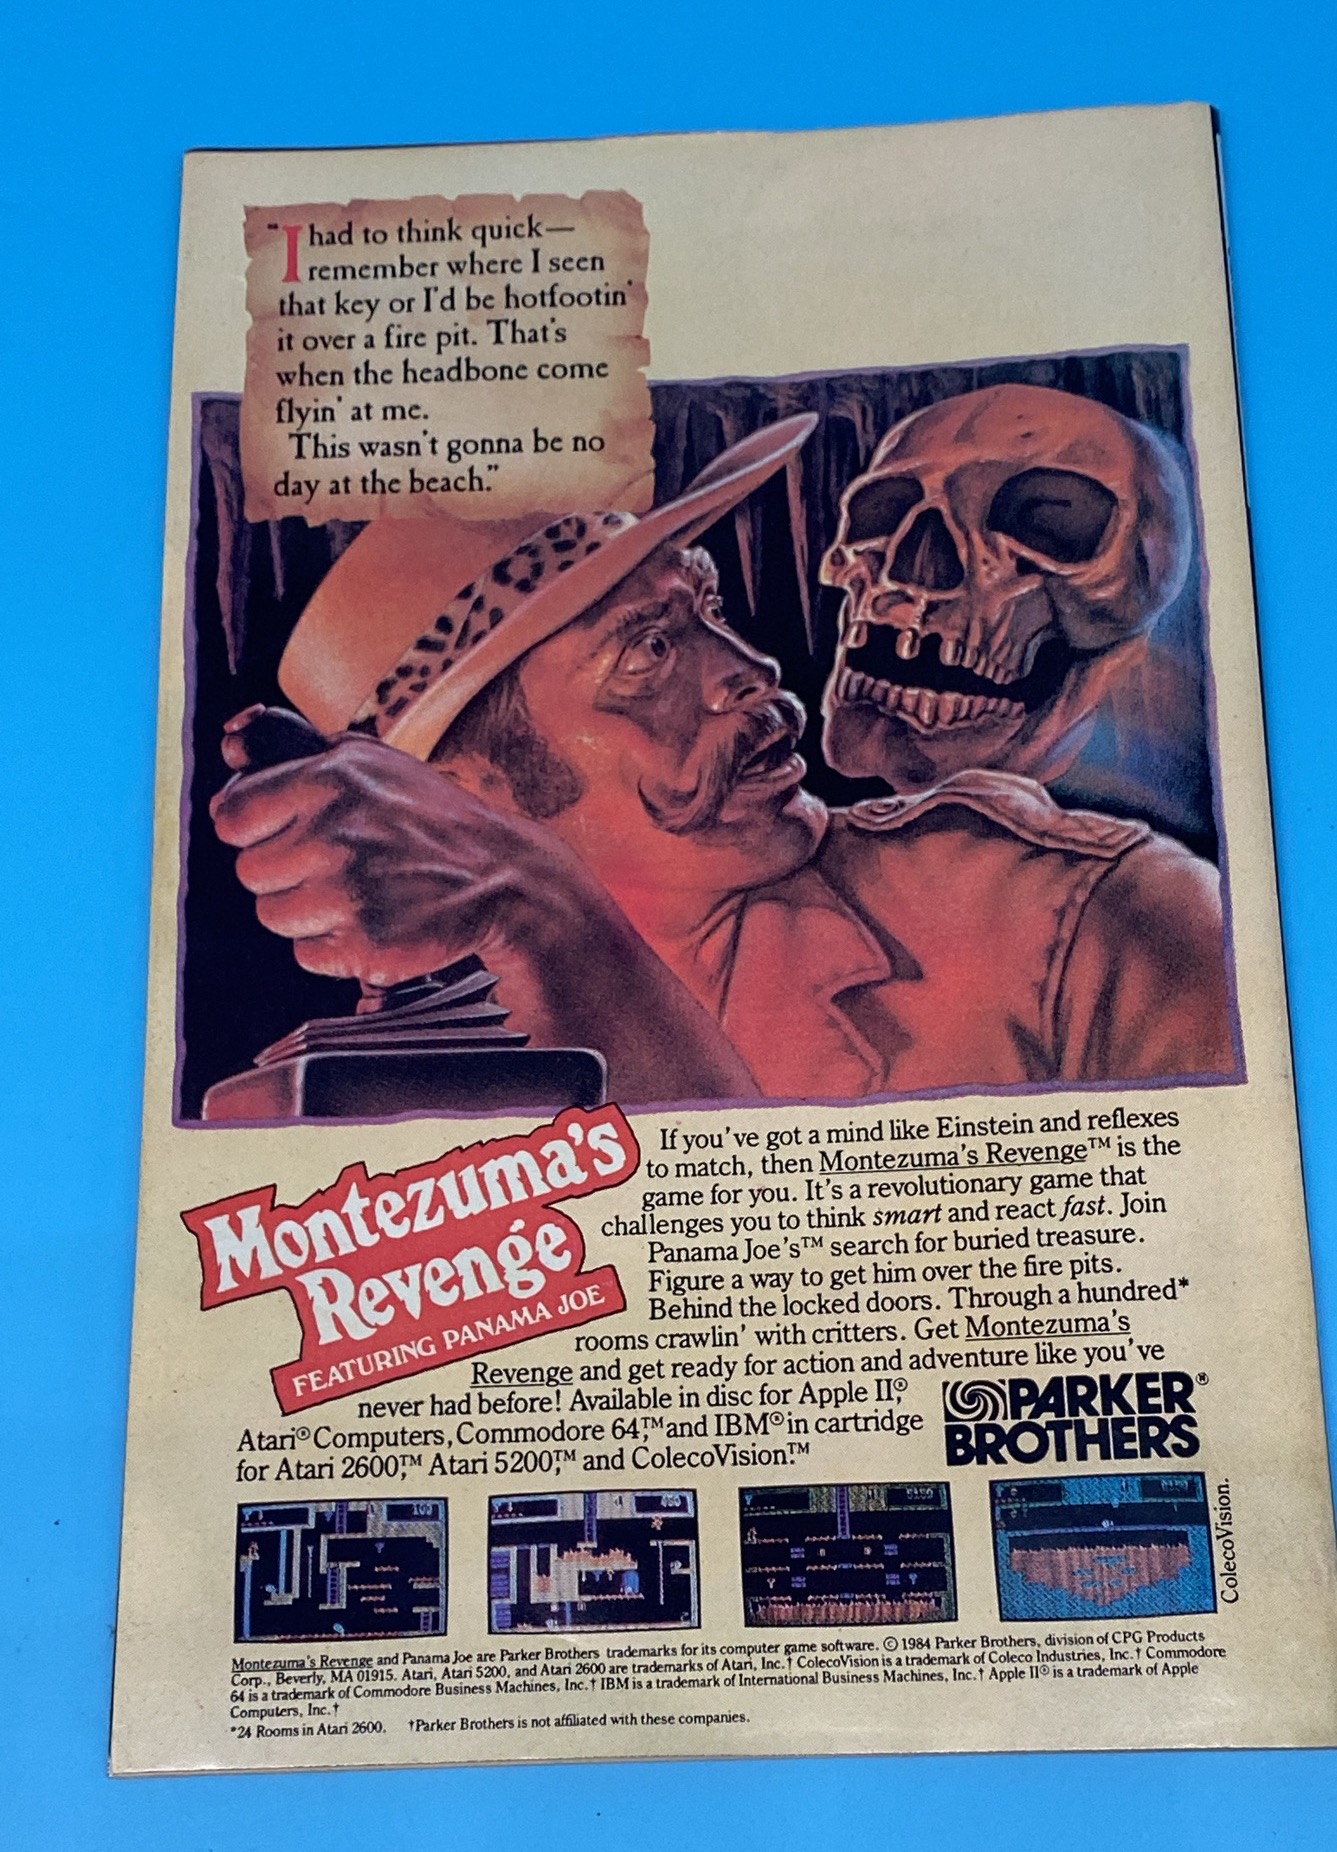 "I had to think quick—
remember where I seen
that key or I'd be hotfootin'
it over a fire pit. That's
when the headbone come
flyin' at me.
This wasn't gonna be no
day at the beach."
Montezuma's
Revenge
FEATURING PANAMA JOE
If you've got a mind like Einstein and reflexes
to match, then Montezuma's Revenge™ is the
game for you. It's a revolutionary game that
challenges you to think smart and react fast. Join
Panama Joe's™ search for buried treasure.
Figure a way to get him over the fire pits.
Behind the locked doors. Through a hundred*
rooms crawlin' with critters. Get Montezuma's
Revenge and get ready for action and adventure like you've
never had before! Available in disc for Apple II,®
Atari® Computers, Commodore 64,™ and IBM® in cartridge
for Atari 2600,™ Atari 5200,™ and ColecoVision.™
PARKER®
BROTHERS
100
400
ColecoVision.
Montezuma's Revenge and Panama Joe are Parker Brothers trademarks for its computer game software. © 1984 Parker Brothers, division of CPG Products
Corp., Beverly, MA 01915. Atari, Atari 5200, and Atari 2600 are trademarks of Atari, Inc.† ColecoVision is a trademark of Coleco Industries, Inc.† Commodore
64 is a trademark of Commodore Business Machines, Inc.† IBM is a trademark of International Business Machines, Inc.† Apple II® is a trademark of Apple
Computers, Inc.†
*24 Rooms in Atari 2600. †Parker Brothers is not affiliated with these companies.